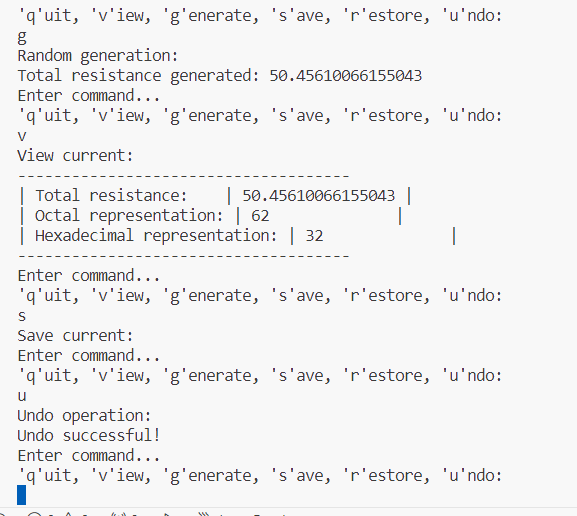 'q'uit, 'v'iew, 'g'enerate, 's'ave, 'r'estore, 'u'ndo:
g
Random generation:
Total resistance generated: 50.45610066155043
Enter command...
'q'uit, 'v'iew, 'g'enerate, 's'ave, 'r'estore, 'u'ndo:
v
View current:
-------------------------------------
| Total resistance:    | 50.45610066155043 |
| Octal representation: | 62              |
| Hexadecimal representation: | 32              |
-------------------------------------
Enter command...
'q'uit, 'v'iew, 'g'enerate, 's'ave, 'r'estore, 'u'ndo:
s
Save current:
Enter command...
'q'uit, 'v'iew, 'g'enerate, 's'ave, 'r'estore, 'u'ndo:
u
Undo operation:
Undo successful!
Enter command...
'q'uit, 'v'iew, 'g'enerate, 's'ave, 'r'estore, 'u'ndo: